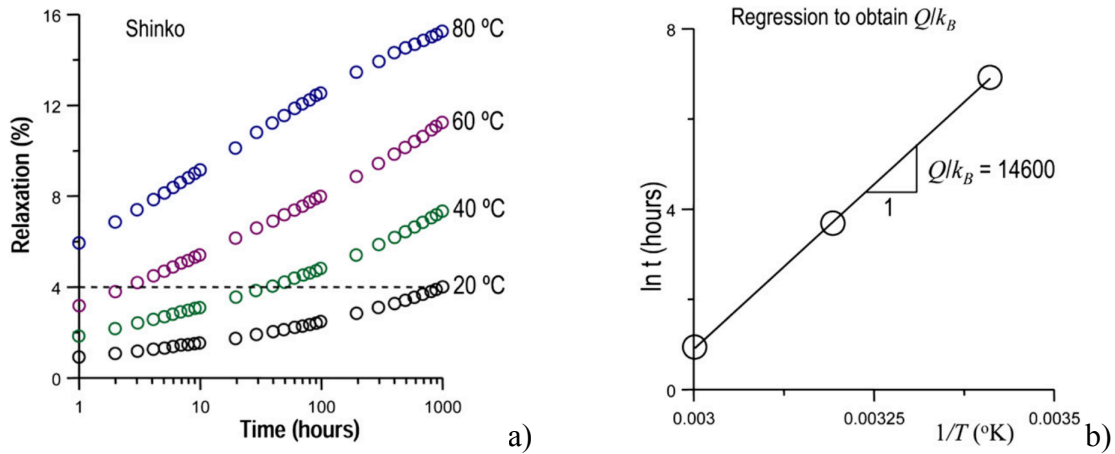 Shinko
80 ºC
60 ºC
40 ºC
20 ºC
16
12
8
4
0
1
10
100
1000
Relaxation (%)
Time (hours)
a)
Regression to obtain Q/kB
8
4
0
ln t (hours)
Q/kB = 14600
1
0.003
0.00325
0.0035
1/T (ºK)
b)